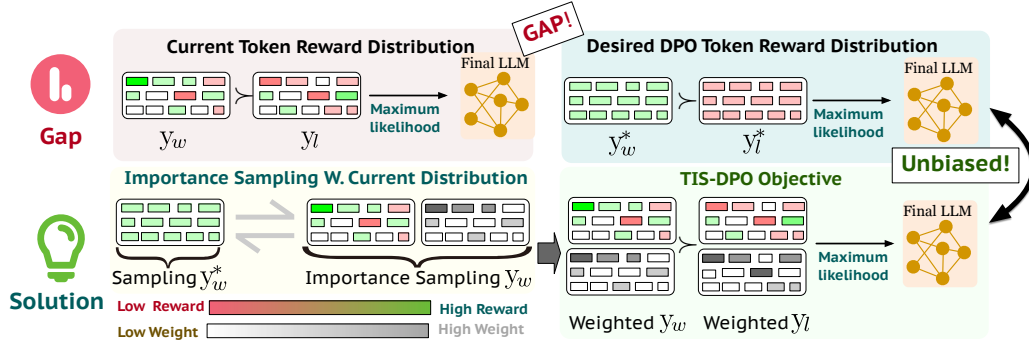 Current Token Reward Distribution
GAP!
Desired DPO Token Reward Distribution
Gap
y_w
≻
y_l
Maximum
likelihood
Final LLM
y_w^*
≻
y_l^*
Maximum
likelihood
Final LLM
Unbiased!
Importance Sampling W. Current Distribution
TIS-DPO Objective
Solution
Sampling y_w^*
Importance Sampling y_w
≻
Maximum
likelihood
Final LLM
Weighted y_w
Weighted y_l
Low Reward
High Reward
Low Weight
High Weight